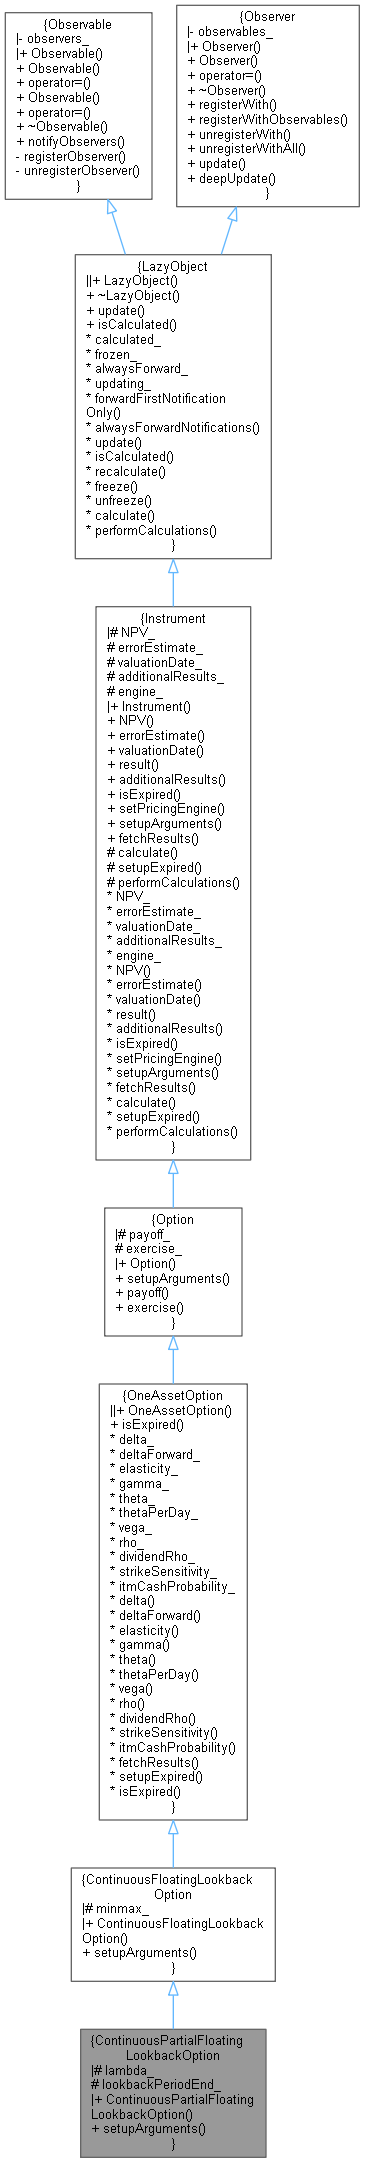 {Observable
|- observers_
|+ Observable()
+ Observable()
+ operator=()
+ Observable()
+ operator=()
+ ~Observable()
+ notifyObservers()
- registerObserver()
- unregisterObserver()
}
{Observer
|- observables_
|+ Observer()
+ Observer()
+ operator=()
+ ~Observer()
+ registerWith()
+ registerWithObservables()
+ unregisterWith()
+ unregisterWithAll()
+ update()
+ deepUpdate()
}
{LazyObject
||+ LazyObject()
+ ~LazyObject()
+ update()
+ isCalculated()
* calculated_
* frozen_
* alwaysForward_
* updating_
* forwardFirstNotification
Only()
* alwaysForwardNotifications()
* update()
* isCalculated()
* recalculate()
* freeze()
* unfreeze()
* calculate()
* performCalculations()
}
{Instrument
|# NPV_
# errorEstimate_
# valuationDate_
# additionalResults_
# engine_
|+ Instrument()
+ NPV()
+ errorEstimate()
+ valuationDate()
+ result()
+ additionalResults()
+ isExpired()
+ setPricingEngine()
+ setupArguments()
+ fetchResults()
# calculate()
# setupExpired()
# performCalculations()
* NPV_
* errorEstimate_
* valuationDate_
* additionalResults_
* engine_
* NPV()
* errorEstimate()
* valuationDate()
* result()
* additionalResults()
* isExpired()
* setPricingEngine()
* setupArguments()
* fetchResults()
* calculate()
* setupExpired()
* performCalculations()
}
{Option
|# payoff_
# exercise_
|+ Option()
+ setupArguments()
+ payoff()
+ exercise()
}
{OneAssetOption
||+ OneAssetOption()
+ isExpired()
* delta_
* deltaForward_
* elasticity_
* gamma_
* theta_
* thetaPerDay_
* vega_
* rho_
* dividendRho_
* strikeSensitivity_
* itmCashProbability_
* delta()
* deltaForward()
* elasticity()
* gamma()
* theta()
* thetaPerDay()
* vega()
* rho()
* dividendRho()
* strikeSensitivity()
* itmCashProbability()
* fetchResults()
* setupExpired()
* isExpired()
}
{ContinuousFloatingLookback
Option
|# minmax_
|+ ContinuousFloatingLookback
Option()
+ setupArguments()
}
{ContinuousPartialFloating
LookbackOption
|# lambda_
# lookbackPeriodEnd_
|+ ContinuousPartialFloating
LookbackOption()
+ setupArguments()
}